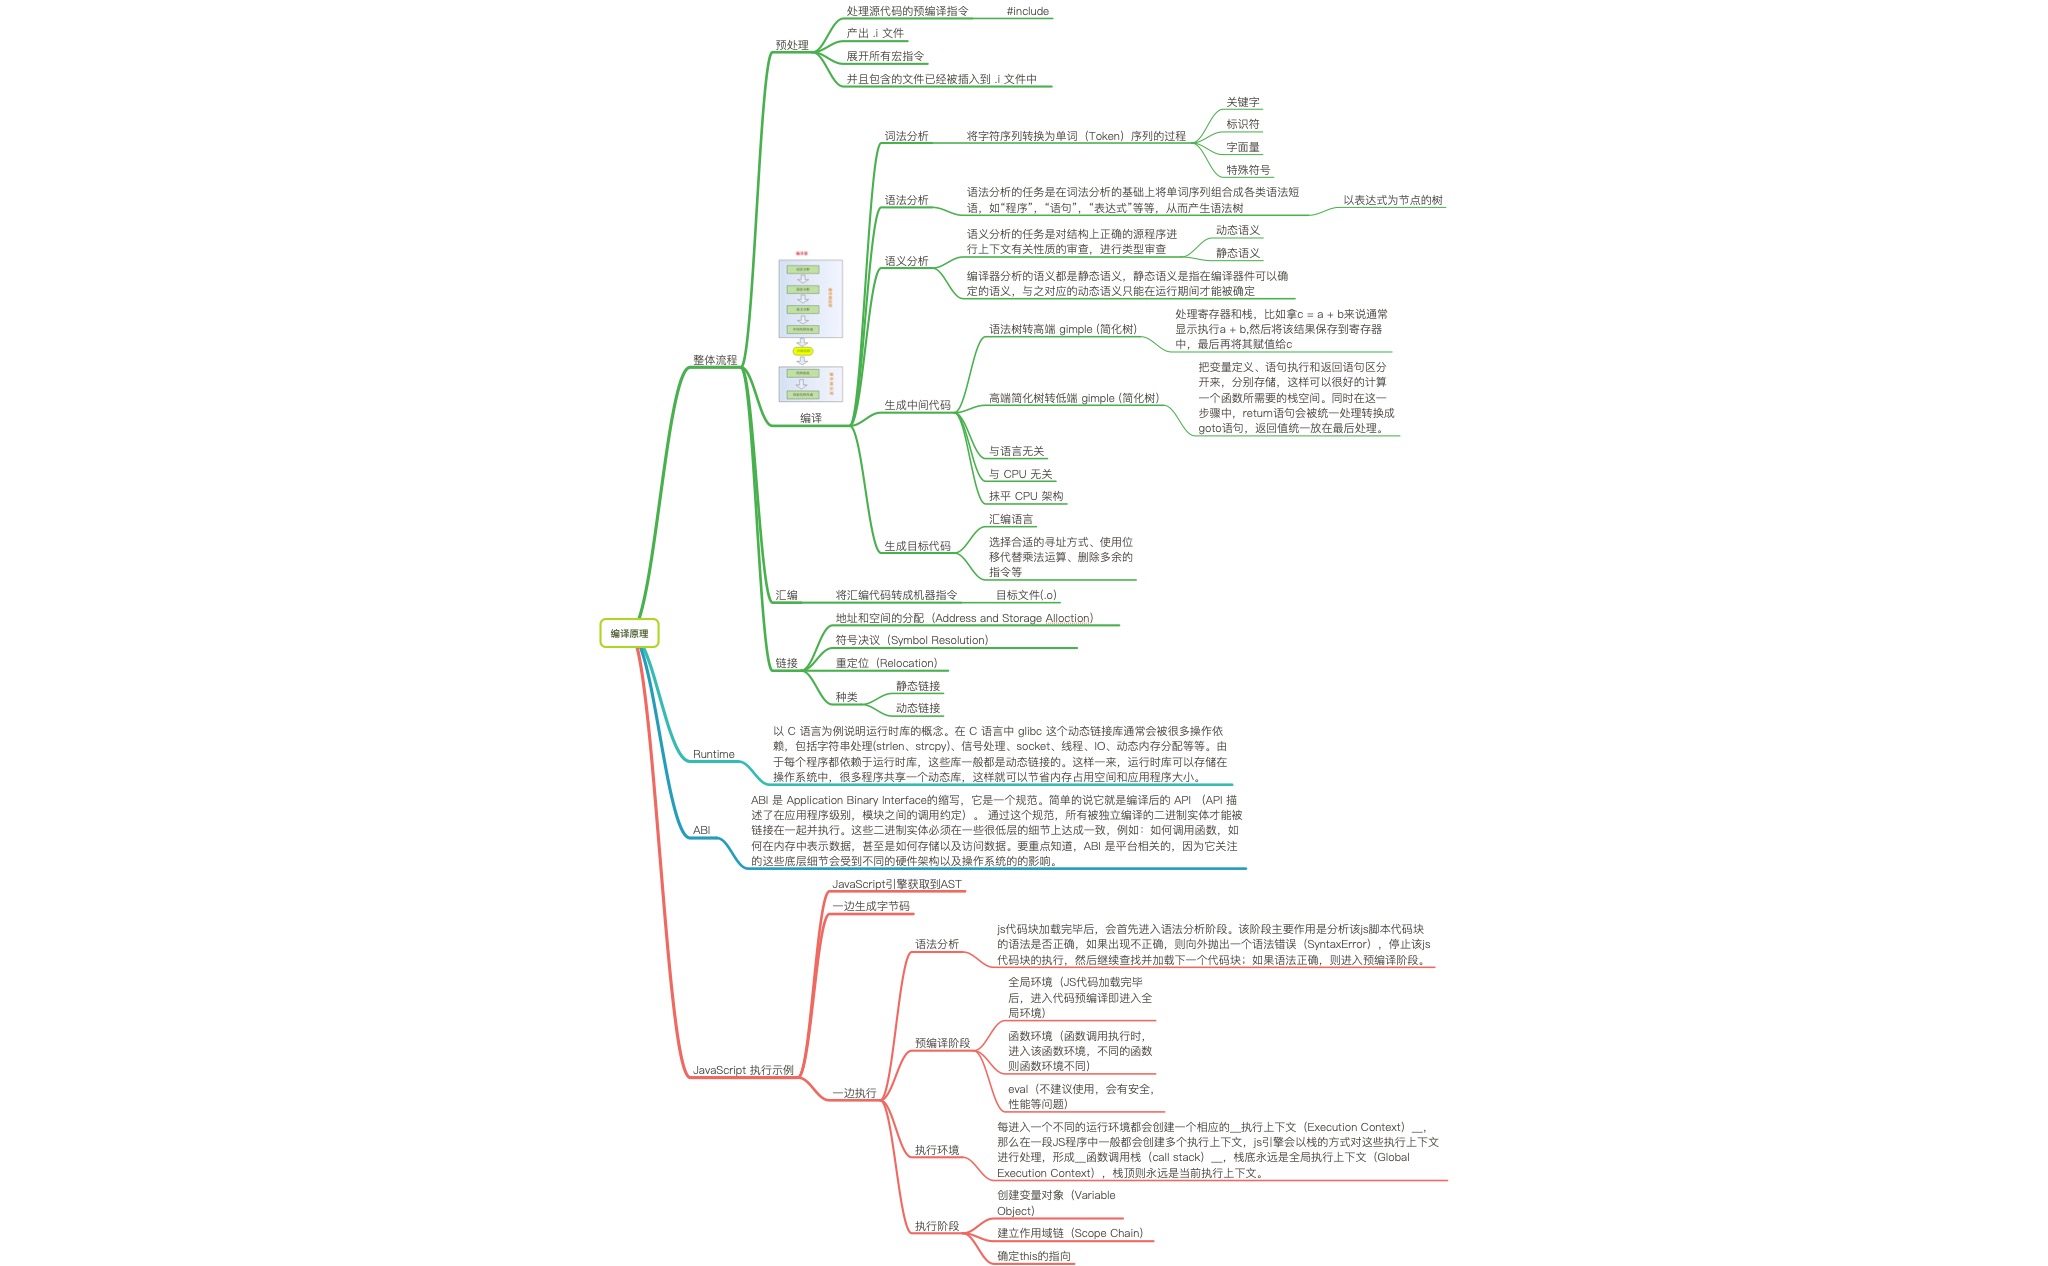 处理源代码的预编译指令
#include
产出 .i 文件
预处理
展开所有宏指令
并且包含的文件已经被插入到 .i 文件中
关键字
标识符
词法分析
将字符序列转换为单词（Token）序列的过程
字面量
特殊符号
语法分析
语法分析的任务是在词法分析的基础上将单词序列组合成各类语法短
语，如“程序”，“语句”，“表达式”等等，从而产生语法树
以表达式为节点的树
语义分析
语义分析的任务是对结构上正确的源程序进
行上下文有关性质的审查，进行类型审查
动态语义
静态语义
编译器分析的语义都是静态语义，静态语义是指在编译器件可以确
定的语义，与之对应的动态语义只能在运行期间才能被确定
语法树转高端 gimple (简化树)
处理寄存器和栈，比如拿c = a + b来说通常
显示执行a + b,然后将该结果保存到寄存器
中，最后再将其赋值给c
整体流程
编译
生成中间代码
高端简化树转低端 gimple (简化树)
把变量定义、语句执行和返回语句区分
开来，分别存储，这样可以很好的计算
一个函数所需要的栈空间。同时在这一
步骤中，return语句会被统一处理转换成
goto语句，返回值统一放在最后处理。
与语言无关
与 CPU 无关
抹平 CPU 架构
生成目标代码
汇编语言
选择合适的寻址方式、使用位
移代替乘法运算、删除多余的
指令等
汇编
将汇编代码转成机器指令
目标文件(.o)
地址和空间的分配（Address and Storage Alloction）
符号决议（Symbol Resolution）
链接
重定位（Relocation）
种类
静态链接
动态链接
编译原理
Runtime
以 C 语言为例说明运行时库的概念。在 C 语言中 glibc 这个动态链接库通常会被很多操作依
赖，包括字符串处理(strlen、strcpy)、信号处理、socket、线程、IO、动态内存分配等等。由
于每个程序都依赖于运行时库，这些库一般都是动态链接的。这样一来，运行时库可以存储在
操作系统中，很多程序共享一个动态库，这样就可以节省内存占用空间和应用程序大小。
ABI
ABI 是 Application Binary Interface的缩写，它是一个规范。简单的说它就是编译后的 API （API 描
述了在应用程序级别，模块之间的调用约定）。 通过这个规范，所有被独立编译的二进制实体才能被
链接在一起并执行。这些二进制实体必须在一些很低层的细节上达成一致，例如：如何调用函数，如
何在内存中表示数据，甚至是如何存储以及访问数据。要重点知道，ABI 是平台相关的，因为它关注
的这些底层细节会受到不同的硬件架构以及操作系统的的影响。
JavaScript 执行示例
JavaScript引擎获取到AST
一边生成字节码
一边执行
语法分析
js代码块加载完毕后，会首先进入语法分析阶段。该阶段主要作用是分析该js脚本代码块
的语法是否正确，如果出现不正确，则向外抛出一个语法错误（SyntaxError），停止该js
代码块的执行，然后继续查找并加载下一个代码块；如果语法正确，则进入预编译阶段。
预编译阶段
全局环境（JS代码加载完毕
后，进入代码预编译即进入全
局环境）
函数环境（函数调用执行时，
进入该函数环境，不同的函数
则函数环境不同）
eval（不建议使用，会有安全，
性能等问题）
执行环境
每进入一个不同的运行环境都会创建一个相应的__执行上下文（Execution Context）__，
那么在一段JS程序中一般都会创建多个执行上下文，js引擎会以栈的方式对这些执行上下文
进行处理，形成__函数调用栈（call stack）__，栈底永远是全局执行上下文（Global
Execution Context），栈顶则永远是当前执行上下文。
执行阶段
创建变量对象（Variable
Object）
建立作用域链（Scope Chain）
确定this的指向